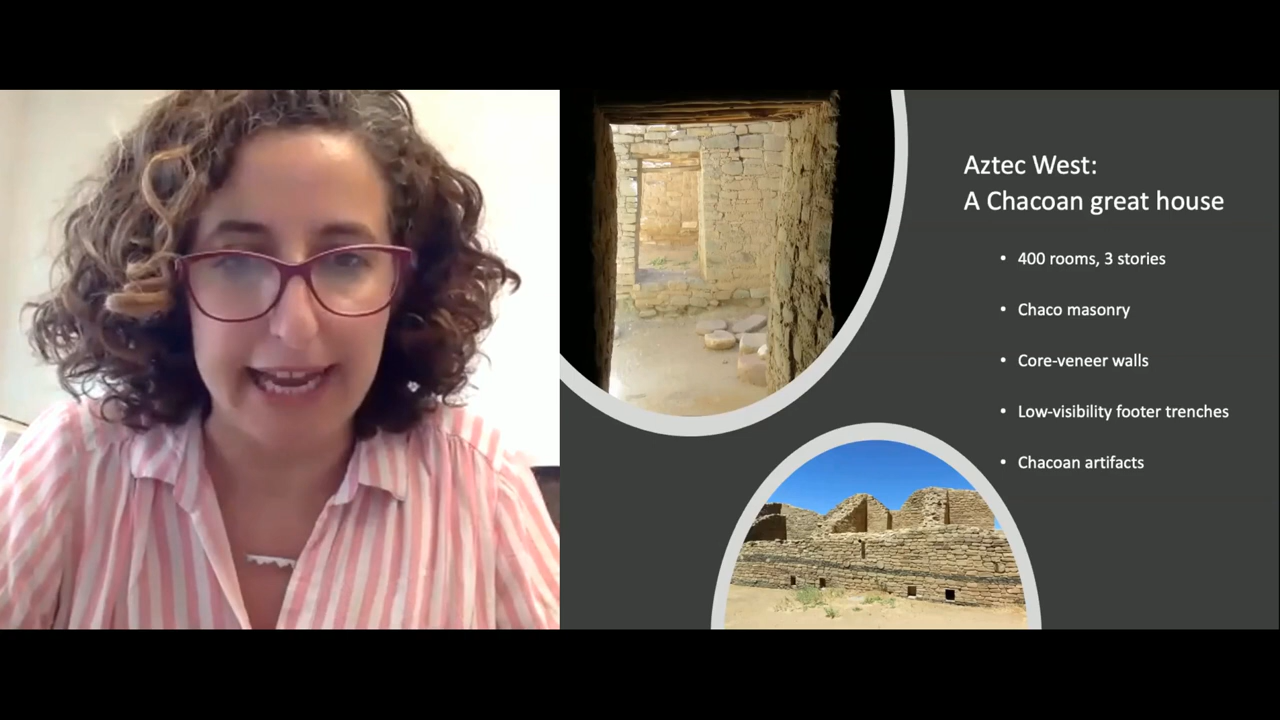 Aztec West:
A Chacoan great house
• 400 rooms, 3 stories
• Chaco masonry
• Core-veneer walls
• Low-visibility footer trenches
• Chacoan artifacts